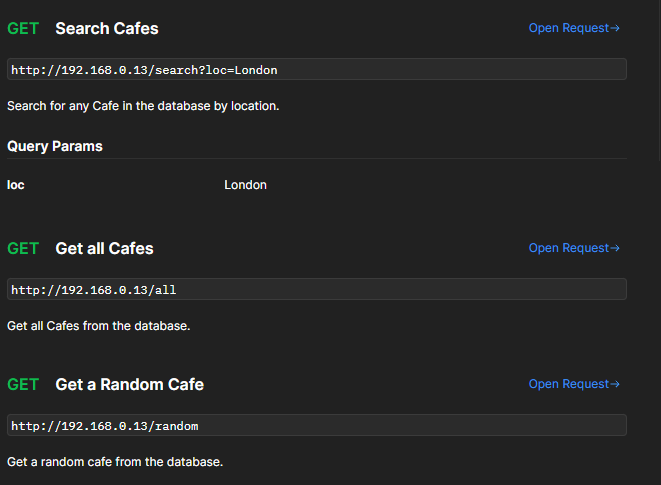 GET Search Cafes Open Request→
http://192.168.0.13/search?loc=London
Search for any Cafe in the database by location.
Query Params
loc London
GET Get all Cafes Open Request→
http://192.168.0.13/all
Get all Cafes from the database.
GET Get a Random Cafe Open Request→
http://192.168.0.13/random
Get a random cafe from the database.